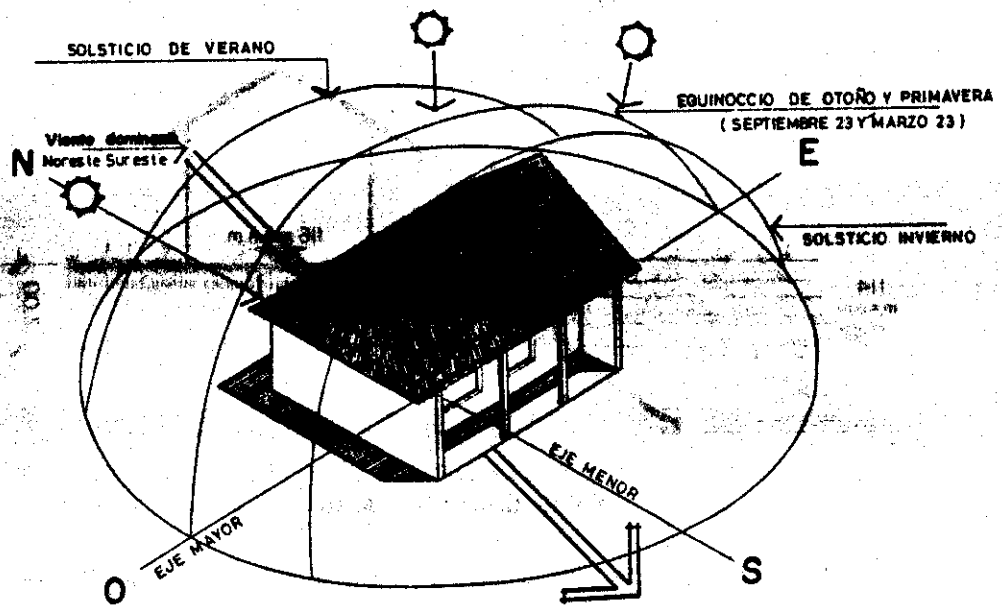 SOLSTICIO DE VERANO
EQUINOCCIO DE OTOÑO Y PRIMAVERA
( SEPTIEMBRE 23 Y MARZO 23 )
Viento dominante
Noreste Sureste
N
E
SOLSTICIO INVIERNO
EJE MENOR
EJE MAYOR
O
S